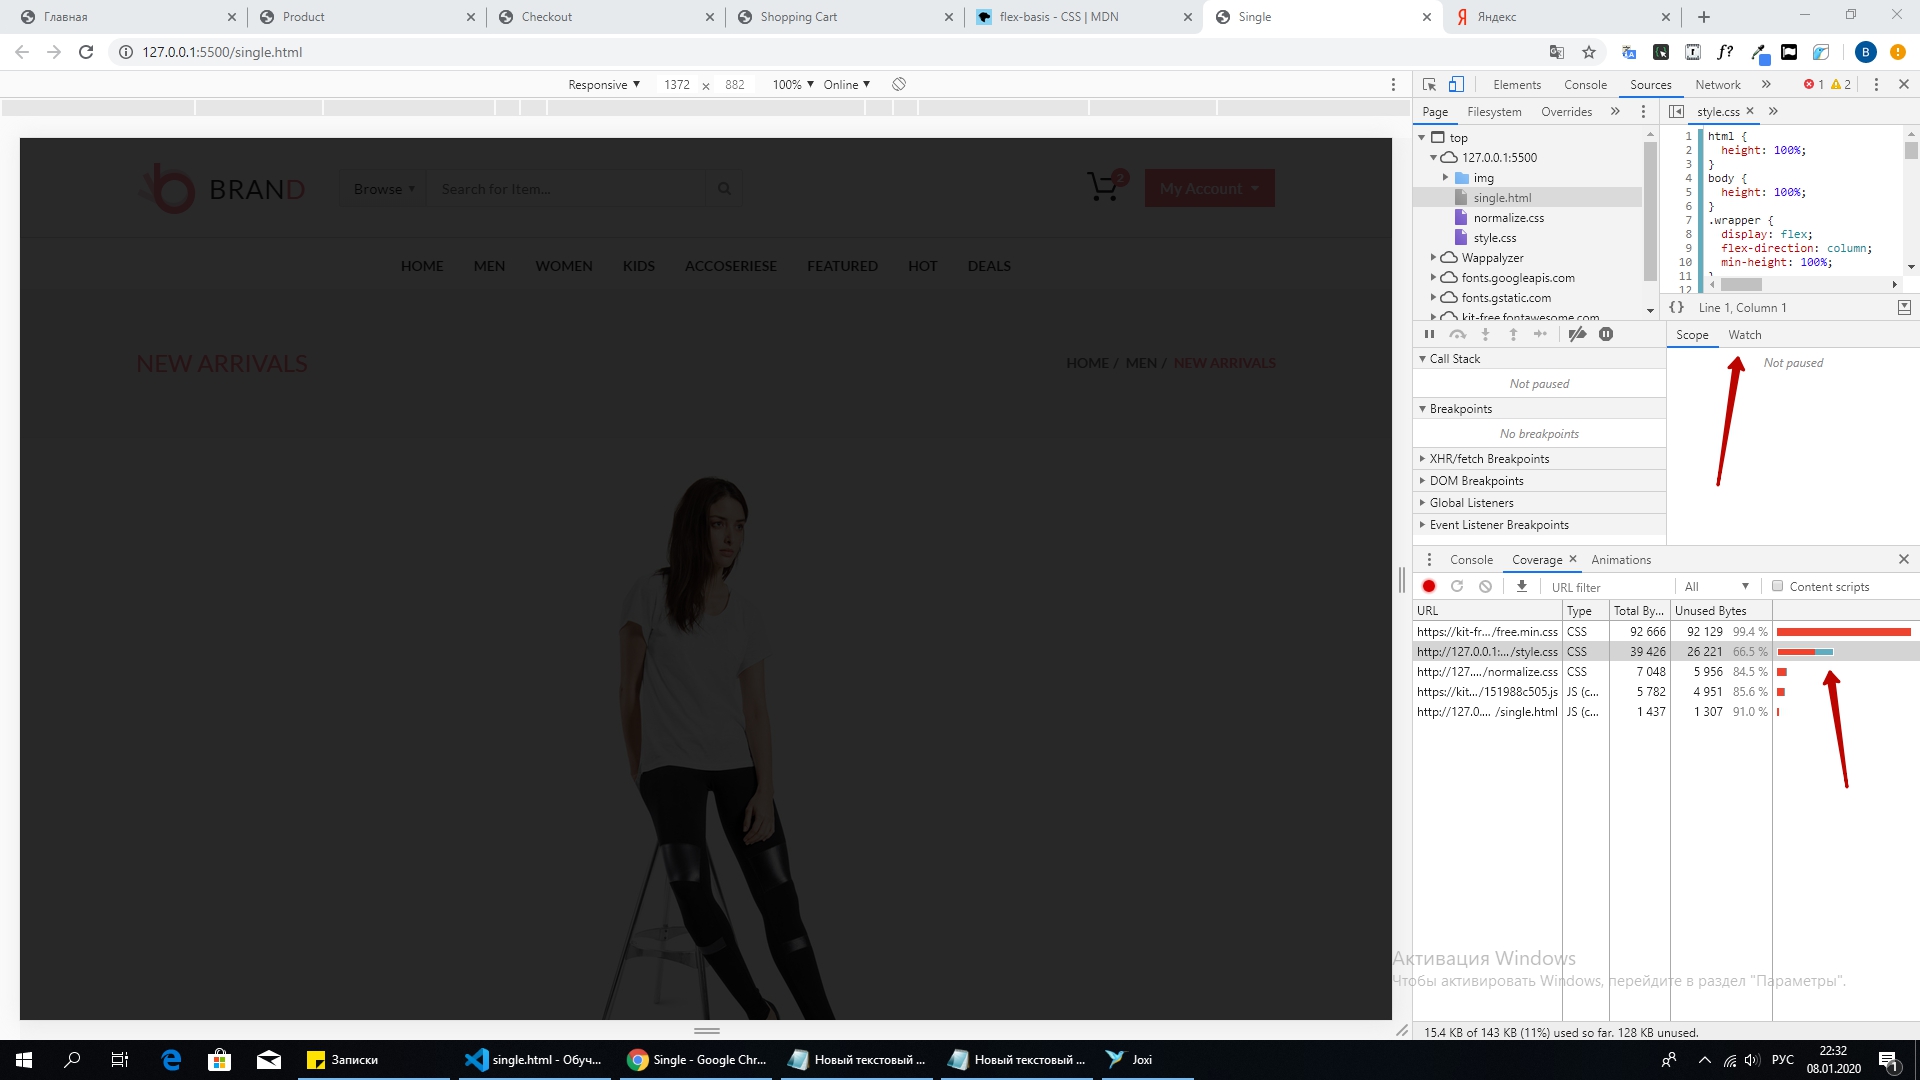 Главная
Product
Checkout
Shopping Cart
flex-basis - CSS | MDN
Single
Яндекс
127.0.0.1:5500/single.html
Responsive 1372 x 882 100% Online
Elements Console Sources Network 1 2
Page Filesystem Overrides
style.css
top
127.0.0.1:5500
img
single.html
normalize.css
style.css
Wappalyzer
fonts.googleapis.com
fonts.gstatic.com
kit-free.fontawesome.com
1 html {
2 height: 100%;
3 }
4 body {
5 height: 100%;
6 }
7 .wrapper {
8 display: flex;
9 flex-direction: column;
10 min-height: 100%;
11 }
12
{} Line 1, Column 1
BRAND
Browse
Search for Item...
2
My Account
HOME MEN WOMEN KIDS ACCOSERIESE FEATURED HOT DEALS
NEW ARRIVALS
HOME / MEN / NEW ARRIVALS
Scope Watch
Not paused
Call Stack
Not paused
Breakpoints
No breakpoints
XHR/fetch Breakpoints
DOM Breakpoints
Global Listeners
Event Listener Breakpoints
Console Coverage Animations
URL filter All Content scripts
URL Type Total By... Unused Bytes
https://kit-fr.../free.min.css CSS 92 666 92 129 99.4 %
http://127.0.0.1:.../style.css CSS 39 426 26 221 66.5 %
http://127..../normalize.css CSS 7 048 5 956 84.5 %
https://kit.../151988c505.js JS (c... 5 782 4 951 85.6 %
http://127.0.... /single.html JS (c... 1 437 1 307 91.0 %
Активация Windows
Чтобы активировать Windows, перейдите в раздел "Параметры".
15.4 KB of 143 KB (11%) used so far. 128 KB unused.
Записки
single.html - Обуч...
Single - Google Chr...
Новый текстовый ...
Новый текстовый ...
Joxi
РУС
22:32
08.01.2020
1